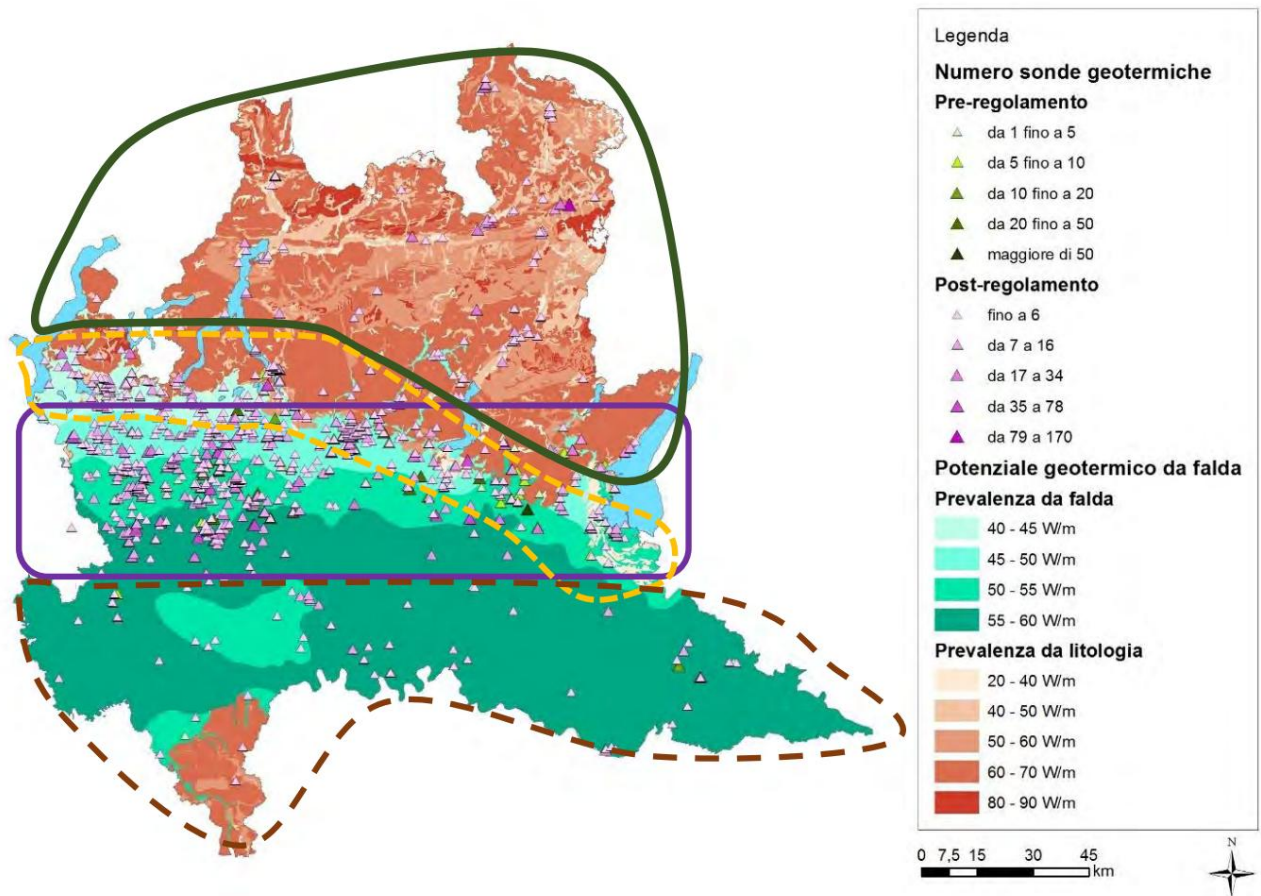 Legenda
Numero sonde geotermiche
Pre-regolamento
da 1 fino a 5
da 5 fino a 10
da 10 fino a 20
da 20 fino a 50
maggiore di 50
Post-regolamento
fino a 6
da 7 a 16
da 17 a 34
da 35 a 78
da 79 a 170
Potenziale geotermico da falda
Prevalenza da falda
40 - 45 W/m
45 - 50 W/m
50 - 55 W/m
55 - 60 W/m
Prevalenza da litologia
20 - 40 W/m
40 - 50 W/m
50 - 60 W/m
60 - 70 W/m
80 - 90 W/m
0 7,5 15 30 45
km
N